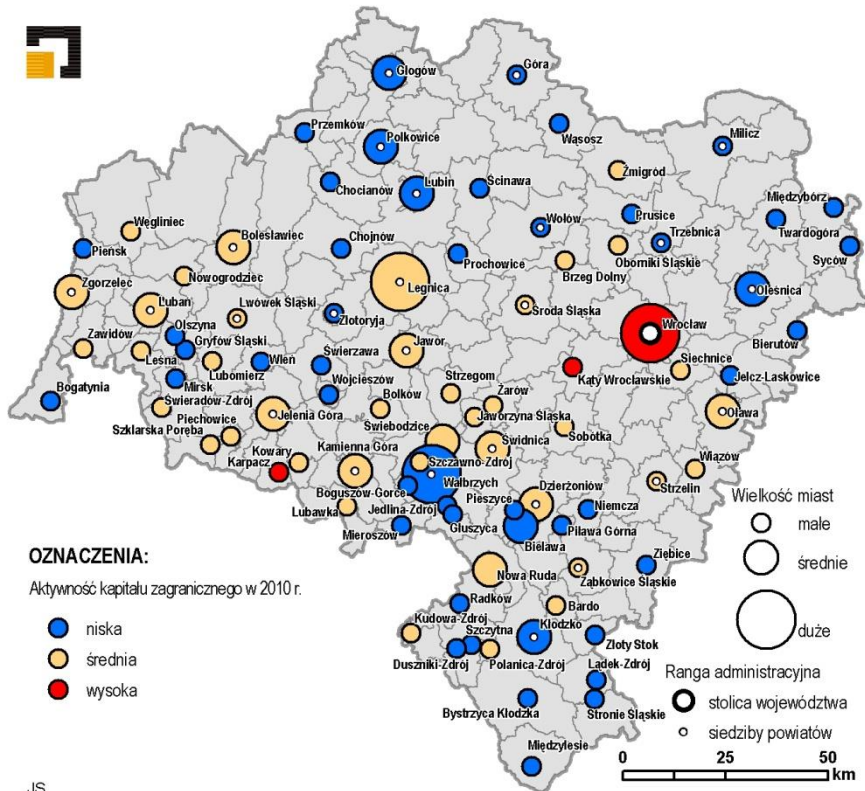 Głogów
Góra
Przemków
Wąsosz
Polkowice
Milicz
Żmigród
Chocianów
Lubin
Ścinawa
Międzybórz
Węgliniec
Prusice
Wołów
Twardogóra
Bolesławiec
Chojnów
Trzebnica
Pieńsk
Prochowice
Oborniki Śląskie
Syców
Brzeg Dolny
Nowogrodziec
Zgorzelec
Legnica
Oleśnica
Lubań
Lwówek Śląski
Środa Śląska
Złotoryja
Wrocław
Olszyna
Zawidów
Gryfów Śląski
Jawor
Bierutów
Leśna
Wleń
Świerzawa
Siechnice
Lubomierz
Kąty Wrocławskie
Jelcz-Laskowice
Mirsk
Wojcieszów
Strzegom
Żarów
Bogatynia
Świeradów-Zdrój
Bolków
Jaworzyna Śląska
Oława
Piechowice
Jelenia Góra
Świebodzice
Sobótka
Szklarska Poręba
Kowary
Kamienna Góra
Świdnica
Karpacz
Szczawno-Zdrój
Wiązów
Wałbrzych
Strzelin
Boguszów-Gorce
Pieszyce
Dzierżoniów
Niemcza
Lubawka
Jedlina-Zdrój
Głuszyca
Piława Górna
Mieroszów
Bielawa
Ziębice
Nowa Ruda
Ząbkowice Śląskie
Radków
Bardo
Kudowa-Zdrój
Szczytna
Kłodzko
Złoty Stok
Duszniki-Zdrój
Polanica-Zdrój
Lądek-Zdrój
Bystrzyca Kłodzka
Stronie Śląskie
Międzylesie
OZNACZENIA:
Aktywność kapitału zagranicznego w 2010 r.
niska
średnia
wysoka
Wielkość miast
małe
średnie
duże
Ranga administracyjna
stolica województwa
siedziby powiatów
0 25 50
km
JS